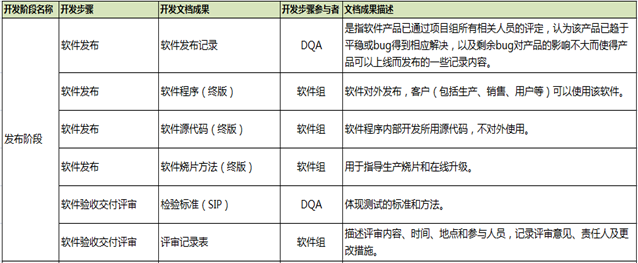 开发阶段名称 开发步骤 开发文档成果 开发步骤参与者 文档成果描述
发布阶段
软件发布 软件发布记录 DQA 是指软件产品已通过项目组所有相关人员的评定，认为该产品已趋于
平稳或bug得到相应解决，以及剩余bug对产品的影响不大而使得产
品可以上线而发布的一些记录内容。
软件发布 软件程序（终版） 软件组 软件对外发布，客户（包括生产、销售、用户等）可以使用该软件。
软件发布 软件源代码（终版） 软件组 软件程序内部开发所用源代码，不对外使用。
软件发布 软件烧片方法（终版） 软件组 用于指导生产烧片和在线升级。
软件验收交付评审 检验标准（SIP） DQA 体现测试的标准和方法。
软件验收交付评审 评审记录表 软件组 描述评审内容、时间、地点和参与人员，记录评审意见、责任人及更
改措施。